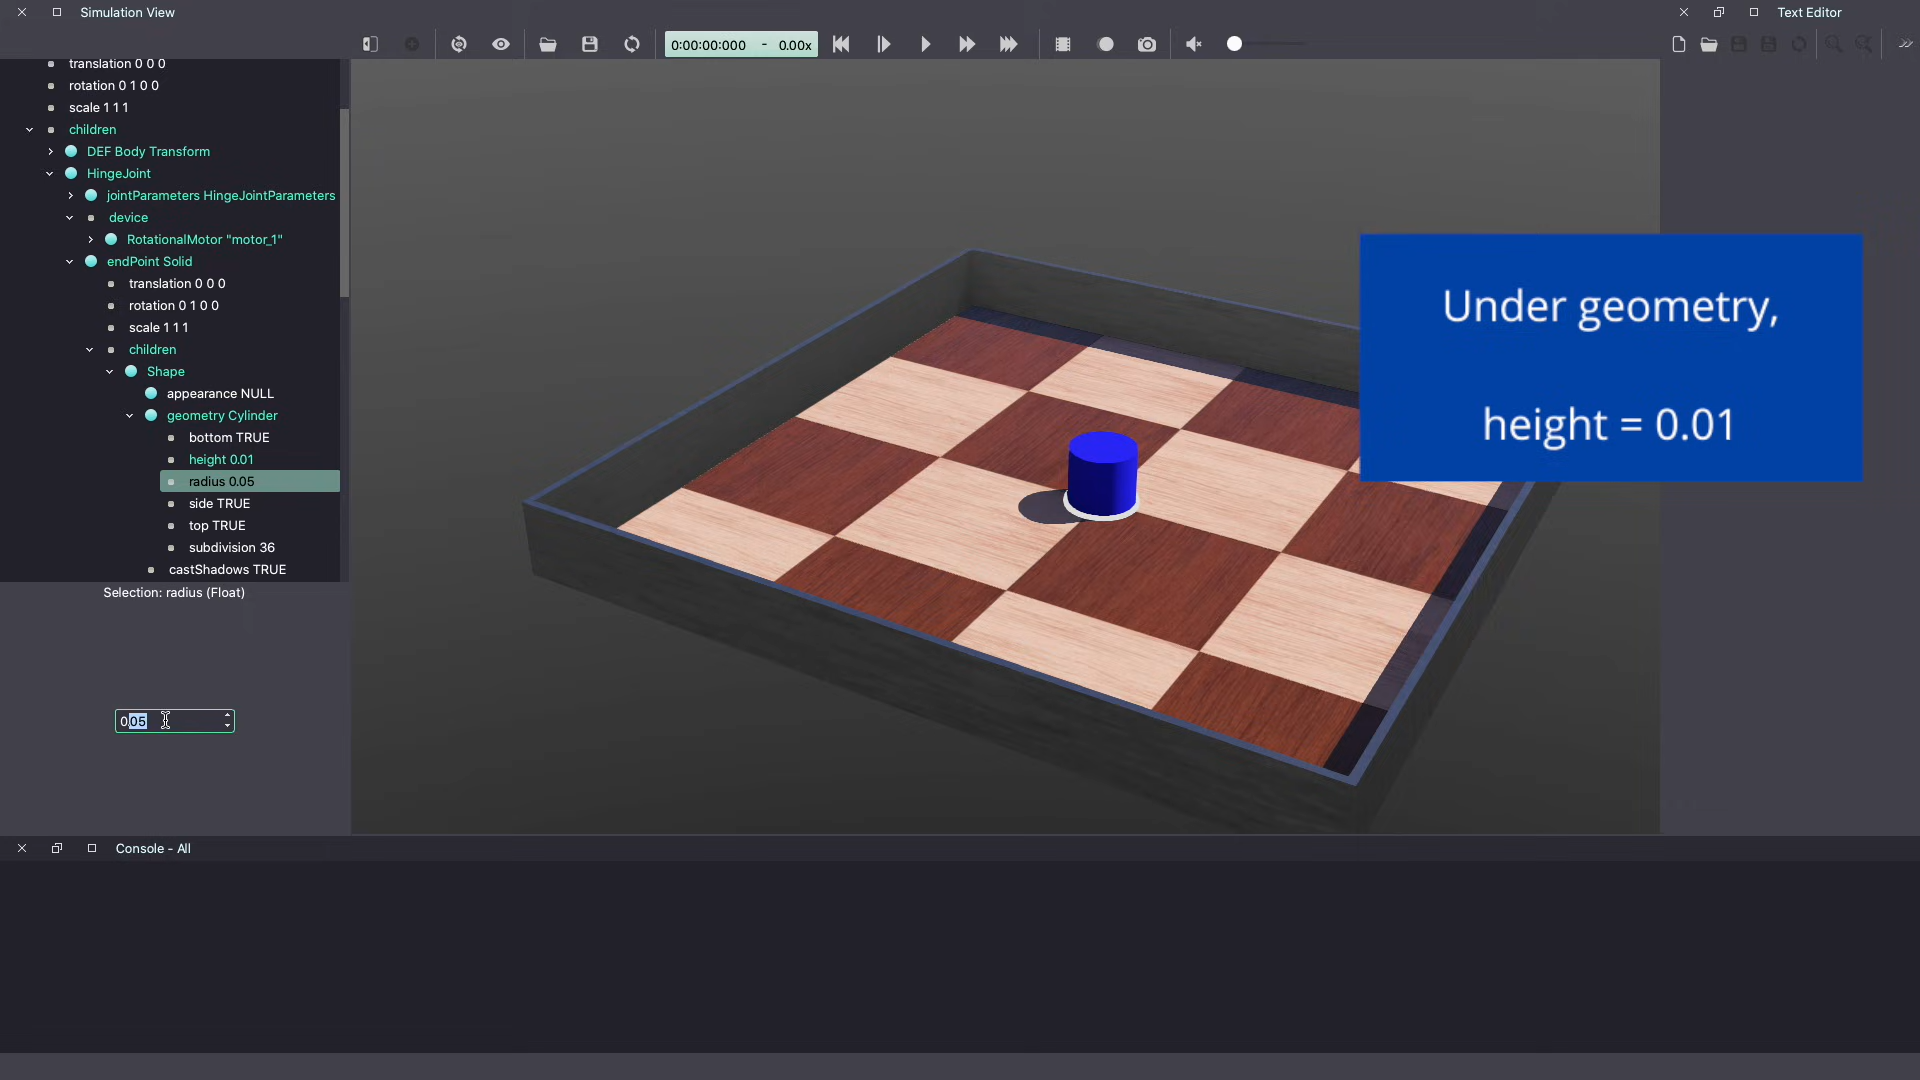 Simulation View
Text Editor
0:00:00:000 - 0.00x
translation 0 0 0
rotation 0 1 0 0
scale 1 1 1
children
DEF Body Transform
HingeJoint
jointParameters HingeJointParameters
device
RotationalMotor "motor_1"
endPoint Solid
translation 0 0 0
rotation 0 1 0 0
scale 1 1 1
children
Shape
appearance NULL
geometry Cylinder
bottom TRUE
height 0.01
radius 0.05
side TRUE
top TRUE
subdivision 36
castShadows TRUE
Selection: radius (Float)
0.05
Under geometry,
height = 0.01
Console - All